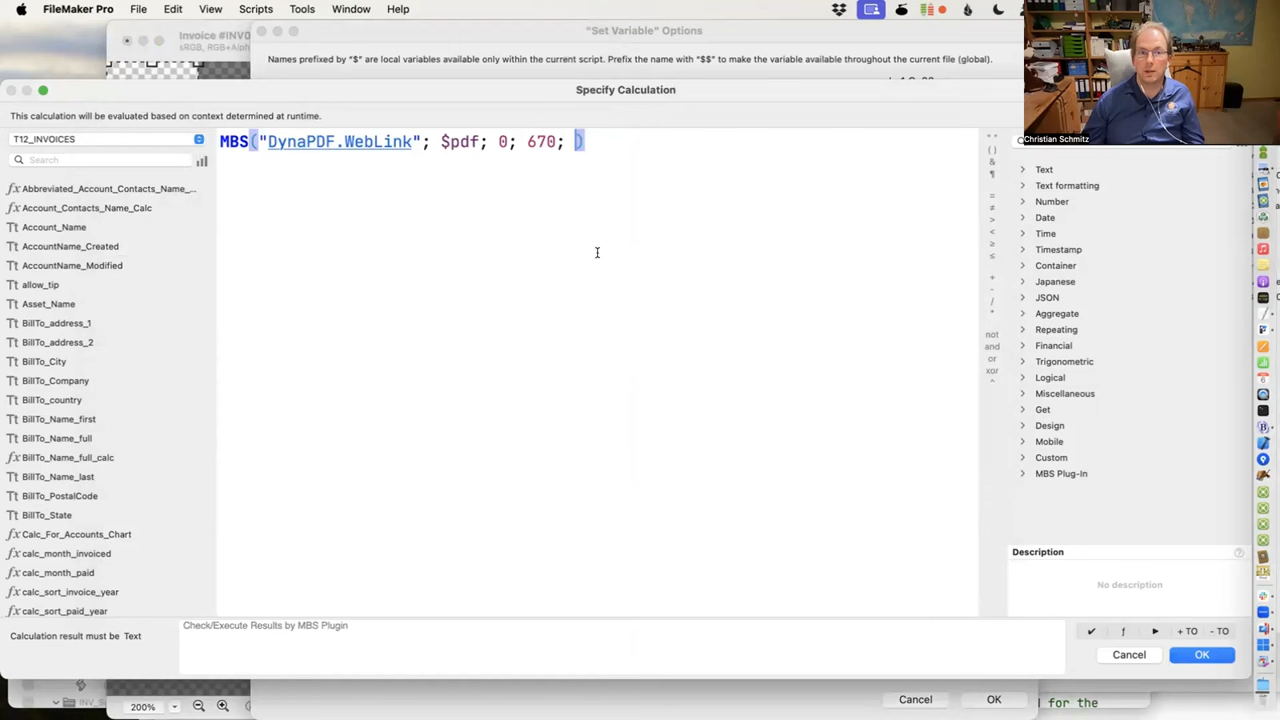 FileMaker Pro File Edit View Scripts Tools Window Help
Invoice #INV0
sRGB, RGB+Alph
"Set Variable" Options
Names prefixed by "$" are local variables available only within the current script. Prefix the name with "$$" to make the variable available throughout the current file (global).
Specify Calculation
This calculation will be evaluated based on context determined at runtime.
T12_INVOICES
Search
MBS("DynaPDF.WebLink"; $pdf; 0; 670; )
Christian Schmitz
Abbreviated_Account_Contacts_Name_...
Account_Contacts_Name_Calc
Account_Name
AccountName_Created
AccountName_Modified
allow_tip
Asset_Name
BillTo_address_1
BillTo_address_2
BillTo_City
BillTo_Company
BillTo_country
BillTo_Name_first
BillTo_Name_full
BillTo_Name_full_calc
BillTo_Name_last
BillTo_PostalCode
BillTo_State
Calc_For_Accounts_Chart
calc_month_invoiced
calc_month_paid
calc_sort_invoice_year
calc_sort_paid_year
( )
&
¶
=
≠
>
<
≥
≤
+
-
/
*
not
and
or
xor
^
Text
Text formatting
Number
Date
Time
Timestamp
Container
Japanese
JSON
Aggregate
Repeating
Financial
Trigonometric
Logical
Miscellaneous
Get
Design
Mobile
Custom
MBS Plug-In
Description
No description
Calculation result must be Text
Check/Execute Results by MBS Plugin
+ TO - TO
Cancel OK
Cancel OK
200%
for the